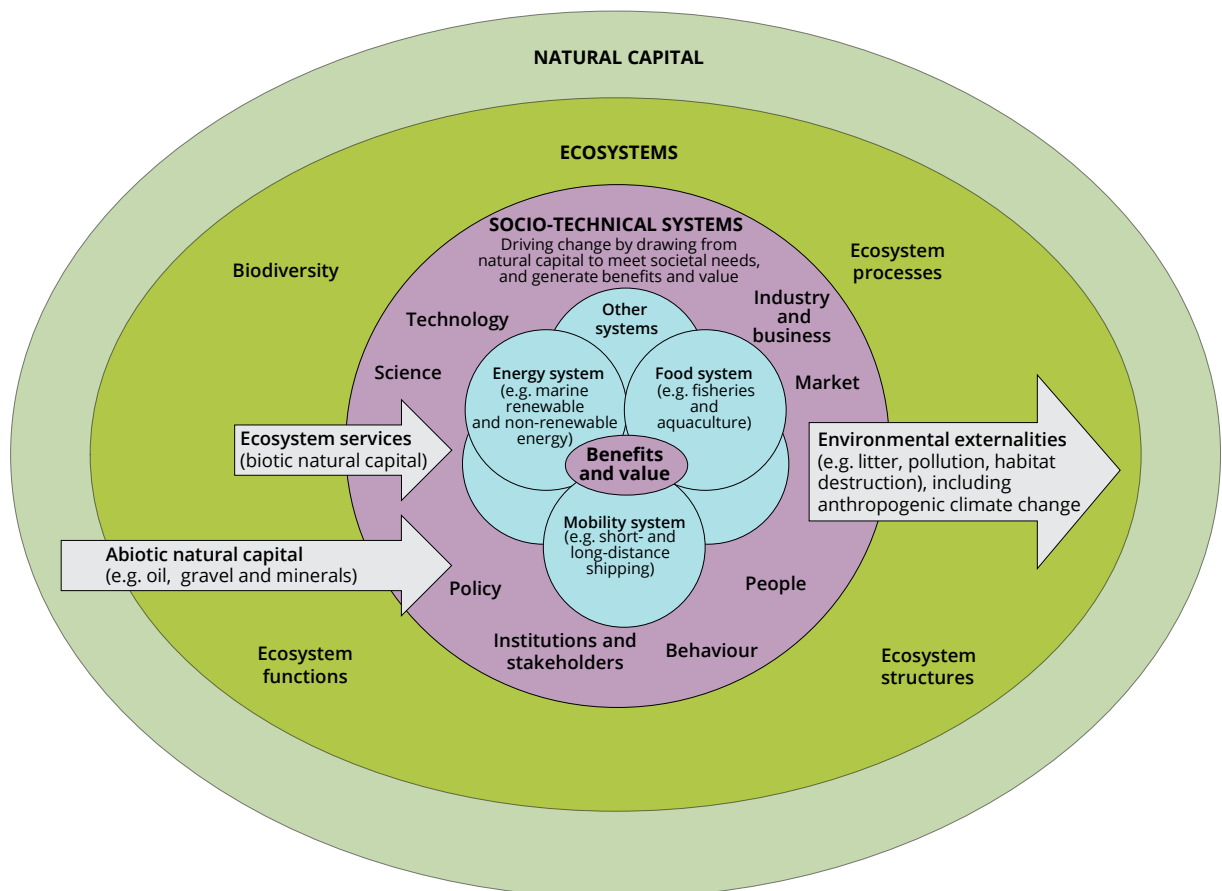 NATURAL CAPITAL
ECOSYSTEMS
SOCIO-TECHNICAL SYSTEMS
Driving change by drawing from
natural capital to meet societal needs,
and generate benefits and value
Biodiversity
Ecosystem
processes
Technology
Other
systems
Industry
and
business
Science
Energy system
(e.g. marine
renewable
and non-renewable
energy)
Food system
(e.g. fisheries
and
aquaculture)
Market
Ecosystem services
(biotic natural capital)
Benefits
and value
Environmental externalities
(e.g. litter, pollution, habitat
destruction), including
anthropogenic climate change
Abiotic natural capital
(e.g. oil, gravel and minerals)
Mobility system
(e.g. short- and
long-distance
shipping)
Policy
People
Institutions and
stakeholders
Behaviour
Ecosystem
functions
Ecosystem
structures